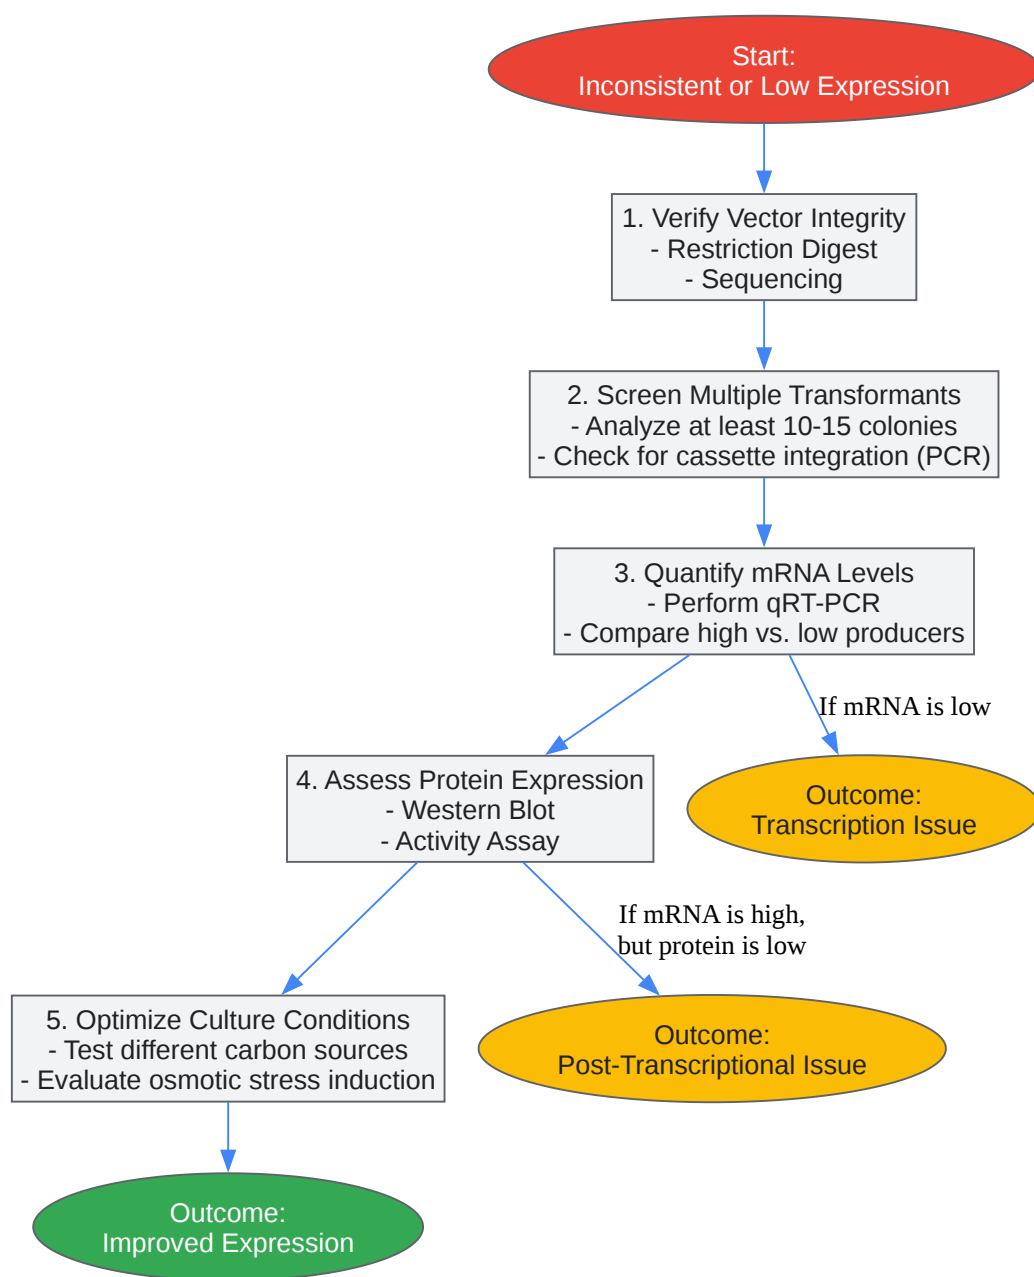 Start:
Inconsistent or Low Expression
1. Verify Vector Integrity
- Restriction Digest
- Sequencing
2. Screen Multiple Transformants
- Analyze at least 10-15 colonies
- Check for cassette integration (PCR)
3. Quantify mRNA Levels
- Perform qRT-PCR
- Compare high vs. low producers
If mRNA is low
4. Assess Protein Expression
- Western Blot
- Activity Assay
Outcome:
Transcription Issue
If mRNA is high,
but protein is low
5. Optimize Culture Conditions
- Test different carbon sources
- Evaluate osmotic stress induction
Outcome:
Post-Transcriptional Issue
Outcome:
Improved Expression